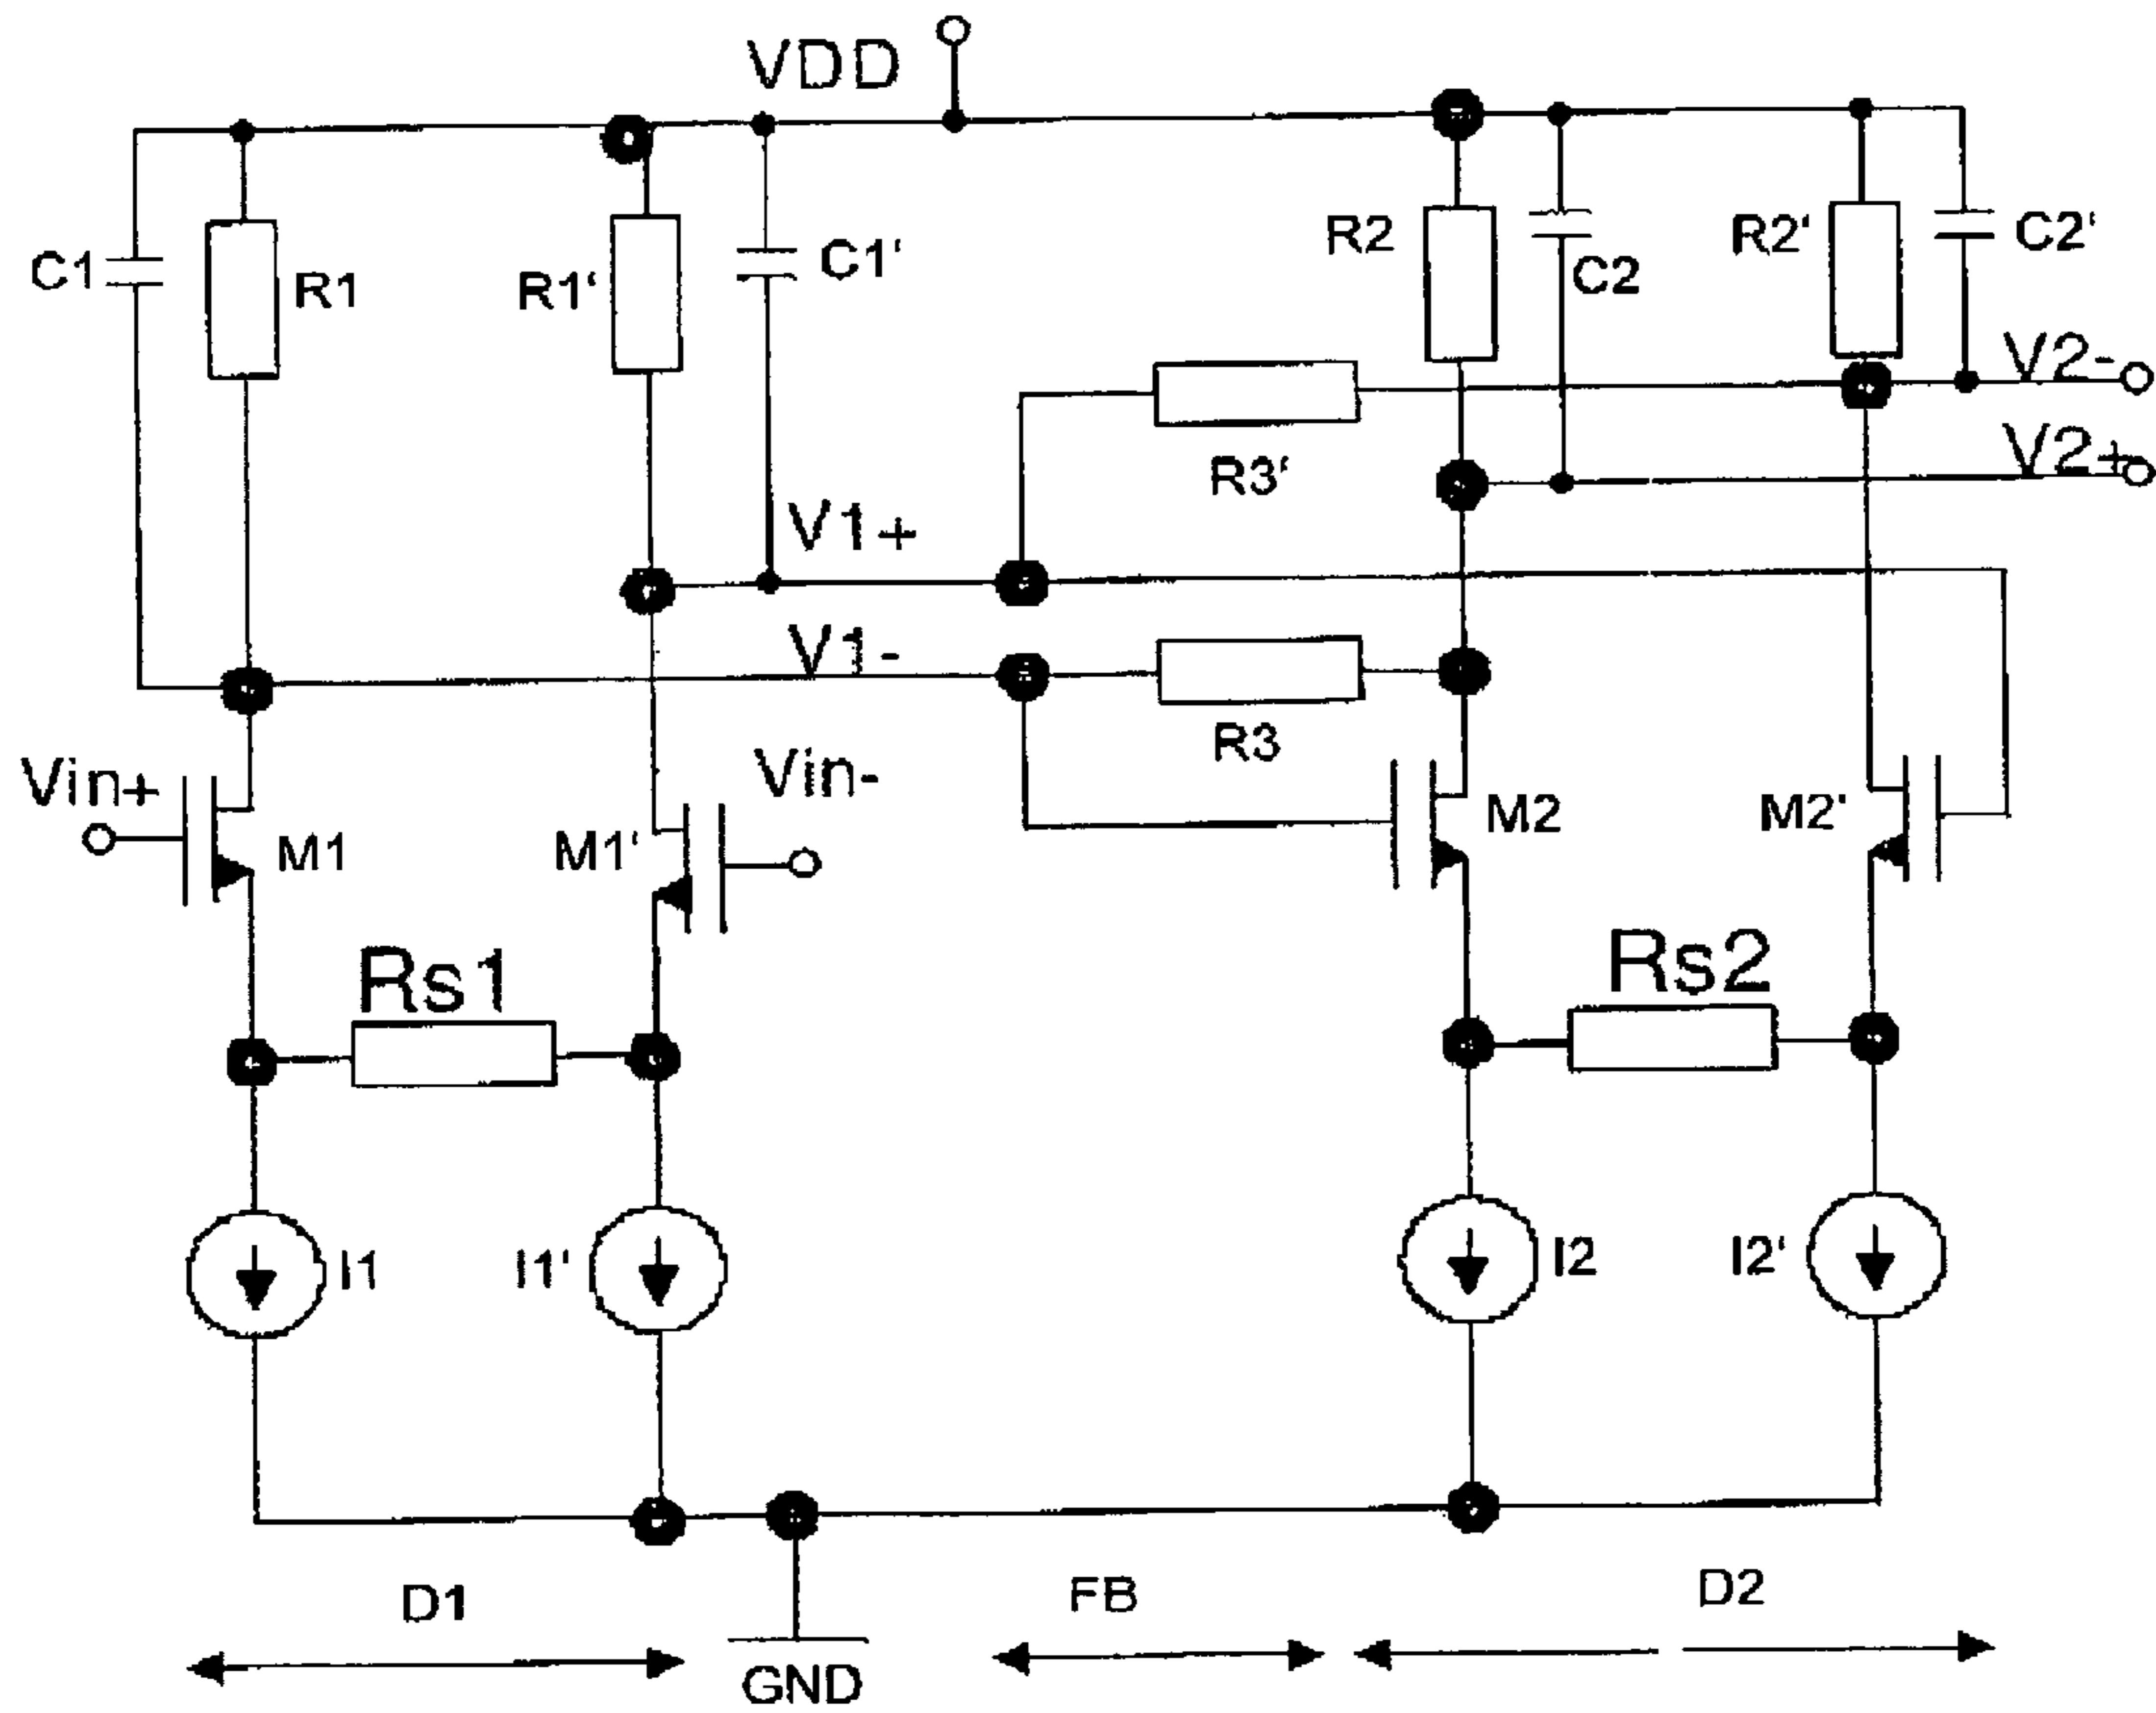 VDD
C1
R1
R1'
C1'
R2
C2
R2'
C2'
V2-
V2+
R3'
V1+
V1-
R3
Vin+
M1
M1'
Vin-
M2
M2'
Rs1
Rs2
I1
I1'
I2
I2'
D1
FB
D2
GND